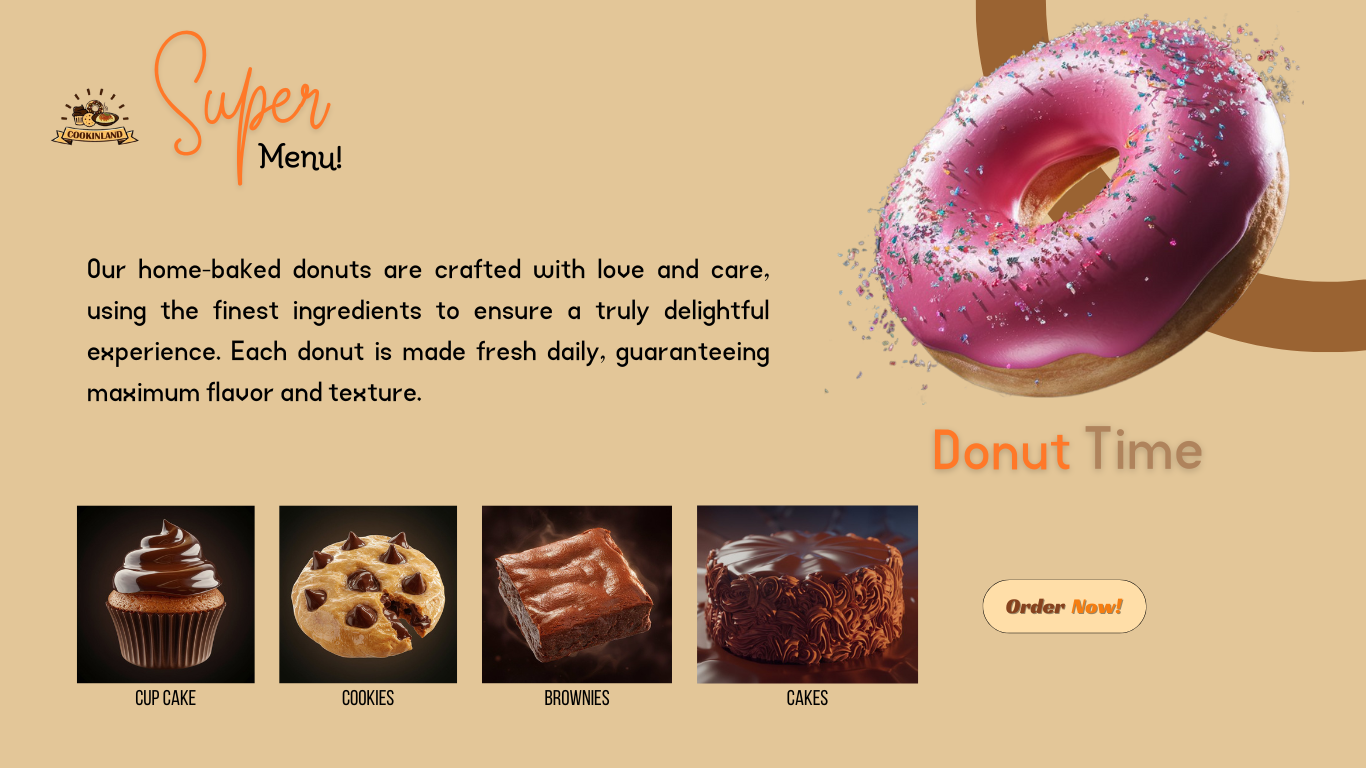 Super
COOKINLAND
Menu!
Our home-baked donuts are crafted with love and care,
using the finest ingredients to ensure a truly delightful
experience. Each donut is made fresh daily, guaranteeing
maximum flavor and texture.
Donut Time
Order Now!
CUP CAKE
COOKIES
BROWNIES
CAKES